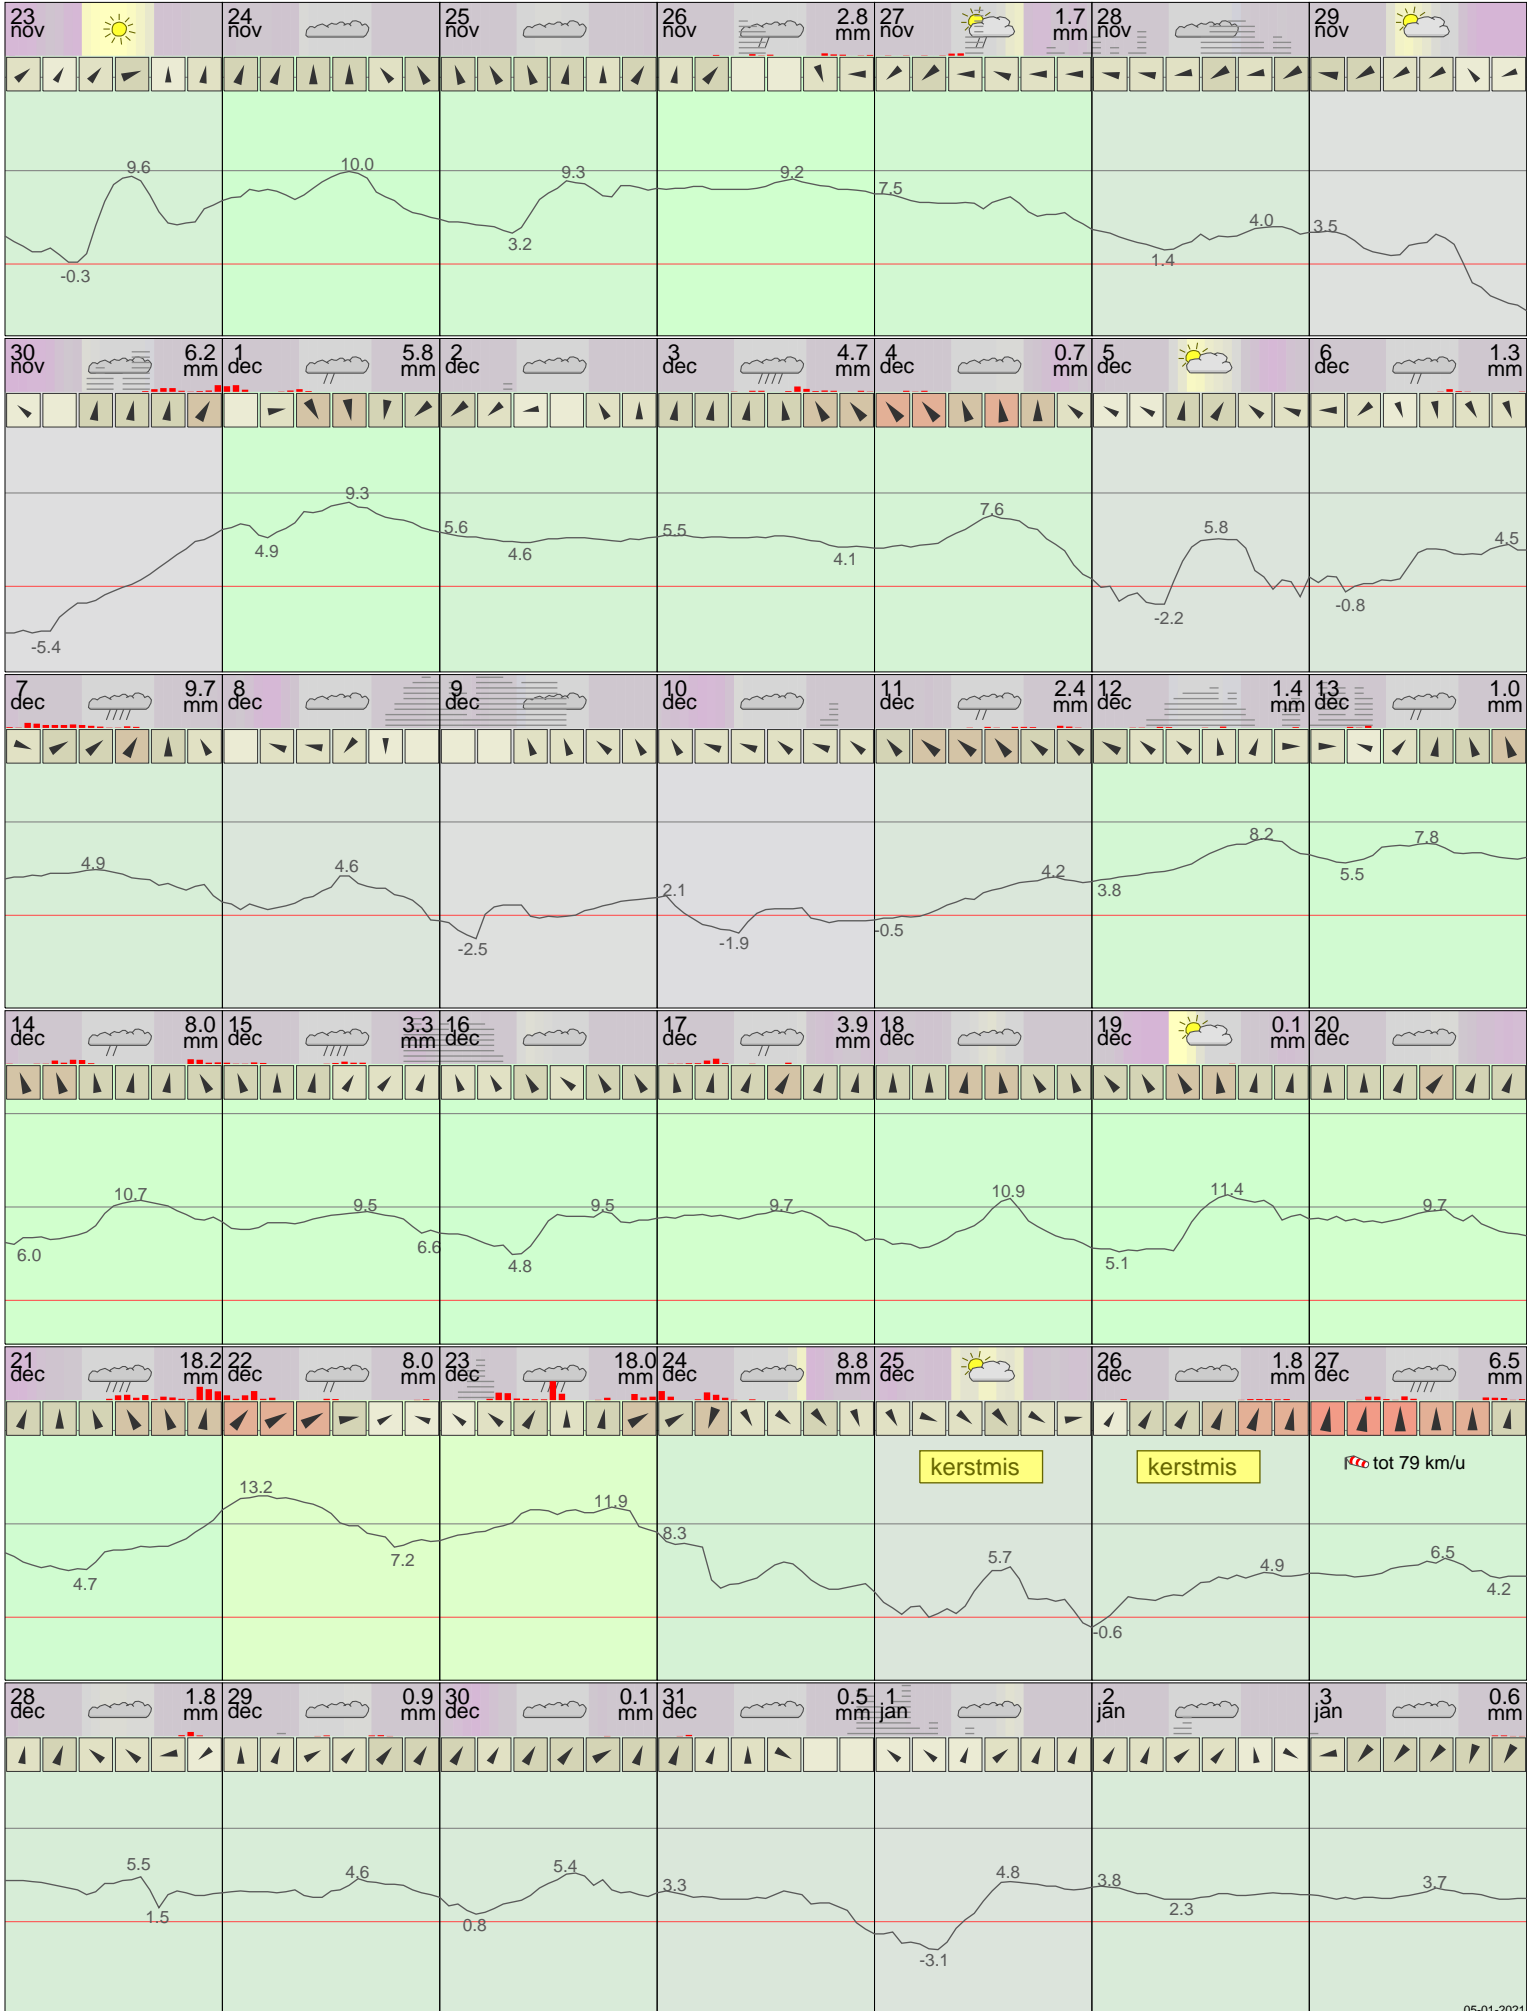 23
nov
24
nov
25
nov
26
nov
2.8
mm
27
nov
1.7
mm
28
nov
29
nov
9.6
-0.3
10.0
9.3
3.2
9.2
7.5
1.4
4.0
3.5
30
nov
6.2
mm
1
dec
5.8
mm
2
dec
3
dec
4.7
mm
4
dec
0.7
mm
5
dec
6
dec
1.3
mm
-5.4
4.9
9.3
5.6
4.6
5.5
4.1
7.6
-2.2
5.8
-0.8
4.5
7
dec
9.7
mm
8
dec
9
dec
10
dec
11
dec
2.4
mm
12
dec
1.4
mm
13
dec
1.0
mm
4.9
4.6
-2.5
2.1
-1.9
-0.5
4.2
3.8
8.2
5.5
7.8
14
dec
8.0
mm
15
dec
3.3
mm
16
dec
17
dec
3.9
mm
18
dec
19
dec
0.1
mm
20
dec
6.0
10.7
9.5
6.6
4.8
9.5
9.7
10.9
5.1
11.4
9.7
21
dec
18.2
mm
22
dec
8.0
mm
23
dec
18.0
mm
24
dec
8.8
mm
25
dec
26
dec
1.8
mm
27
dec
6.5
mm
kerstmis
kerstmis
tot 79 km/u
4.7
13.2
7.2
11.9
8.3
5.7
-0.6
4.9
6.5
4.2
28
dec
1.8
mm
29
dec
0.9
mm
30
dec
0.1
mm
31
dec
0.5
mm
1
jan
2
jan
3
jan
0.6
mm
5.5
1.5
4.6
0.8
5.4
3.3
-3.1
4.8
3.8
2.3
3.7
05-01-2021